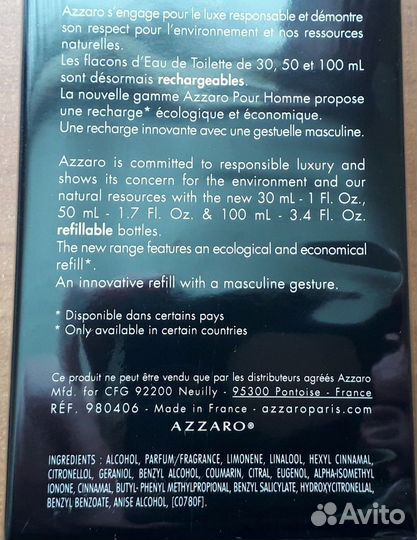 Azzaro s'engage pour le luxe responsable et démontre
son respect pour l'environnement et nos ressources
naturelles.
Les flacons d'Eau de Toilette de 30, 50 et 100 mL
sont désormais rechargeables.
La nouvelle gamme Azzaro Pour Homme propose
une recharge* écologique et économique.
Une recharge innovante avec une gestuelle masculine.
Azzaro is committed to responsible luxury and
shows its concern for the environment and our
natural resources with the new 30 mL - 1 Fl. Oz.,
50 mL - 1.7 Fl. Oz. & 100 mL - 3.4 Fl. Oz.
refillable bottles.
The new range features an ecological and economical
refill*.
An innovative refill with a masculine gesture.
* Disponible dans certains pays
* Only available in certain countries
Ce produit ne peut être vendu que par les distributeurs agréés Azzaro
Mfd. for CFG 92200 Neuilly - 95300 Pontoise - France
RÉF. 980406 - Made in France - azzaroparis.com
AZZARO®
INGREDIENTS : ALCOHOL, PARFUM/FRAGRANCE, LIMONENE, LINALOOL, HEXYL CINNAMAL,
CITRONELLOL, GERANIOL, BENZYL ALCOHOL, COUMARIN, CITRAL, EUGENOL, ALPHA-ISOMETHYL
IONONE, CINNAMAL, BUTYL- PHENYL METHYLPROPIONAL, BENZYL SALICYLATE, HYDROXYCITRONELLAL,
BENZYL BENZOATE, ANISE ALCOHOL, [C0780F].
Avito